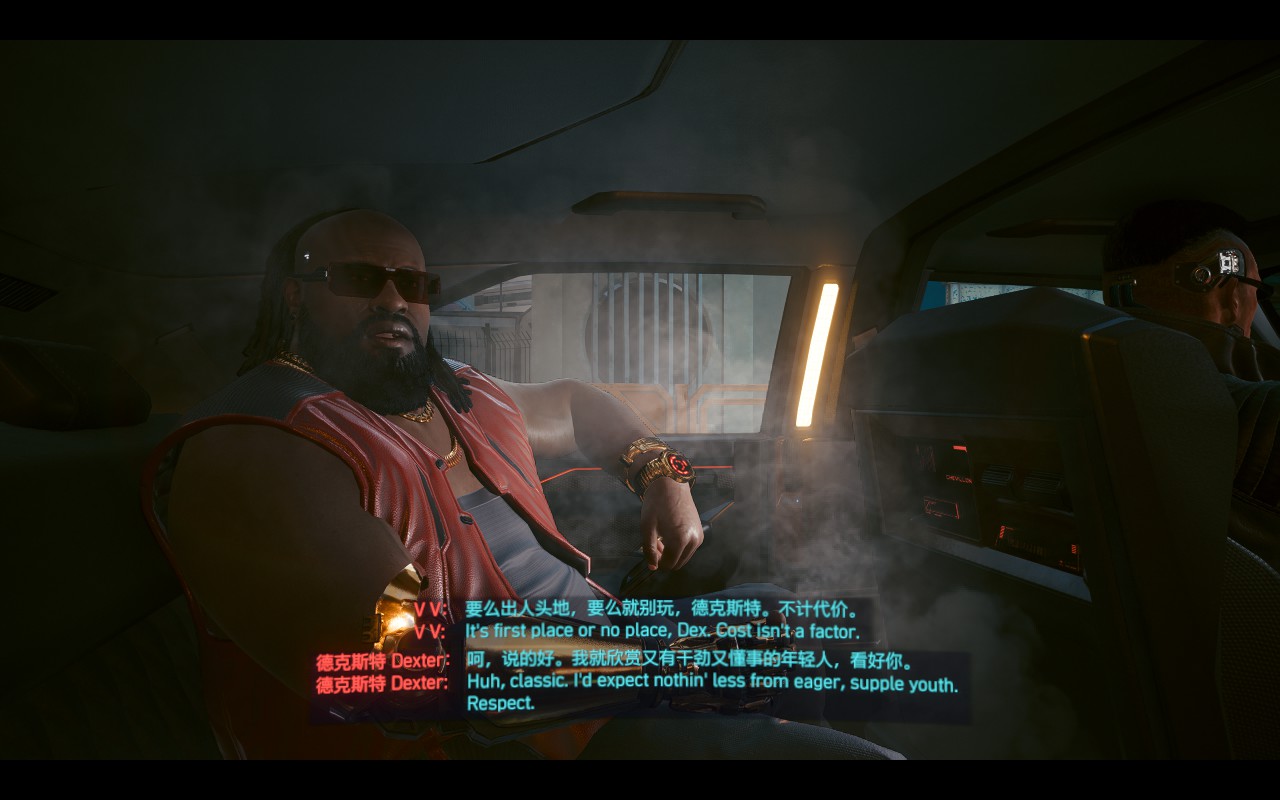 V V: 要么出人头地，要么就别玩，德克斯特。不计代价。
V V: It's first place or no place, Dex. Cost isn't a factor.
德克斯特 Dexter: 呵，说的好。我就欣赏又有干劲又懂事的年轻人，看好你。
德克斯特 Dexter: Huh, classic. I'd expect nothin' less from eager, supple youth.
Respect.